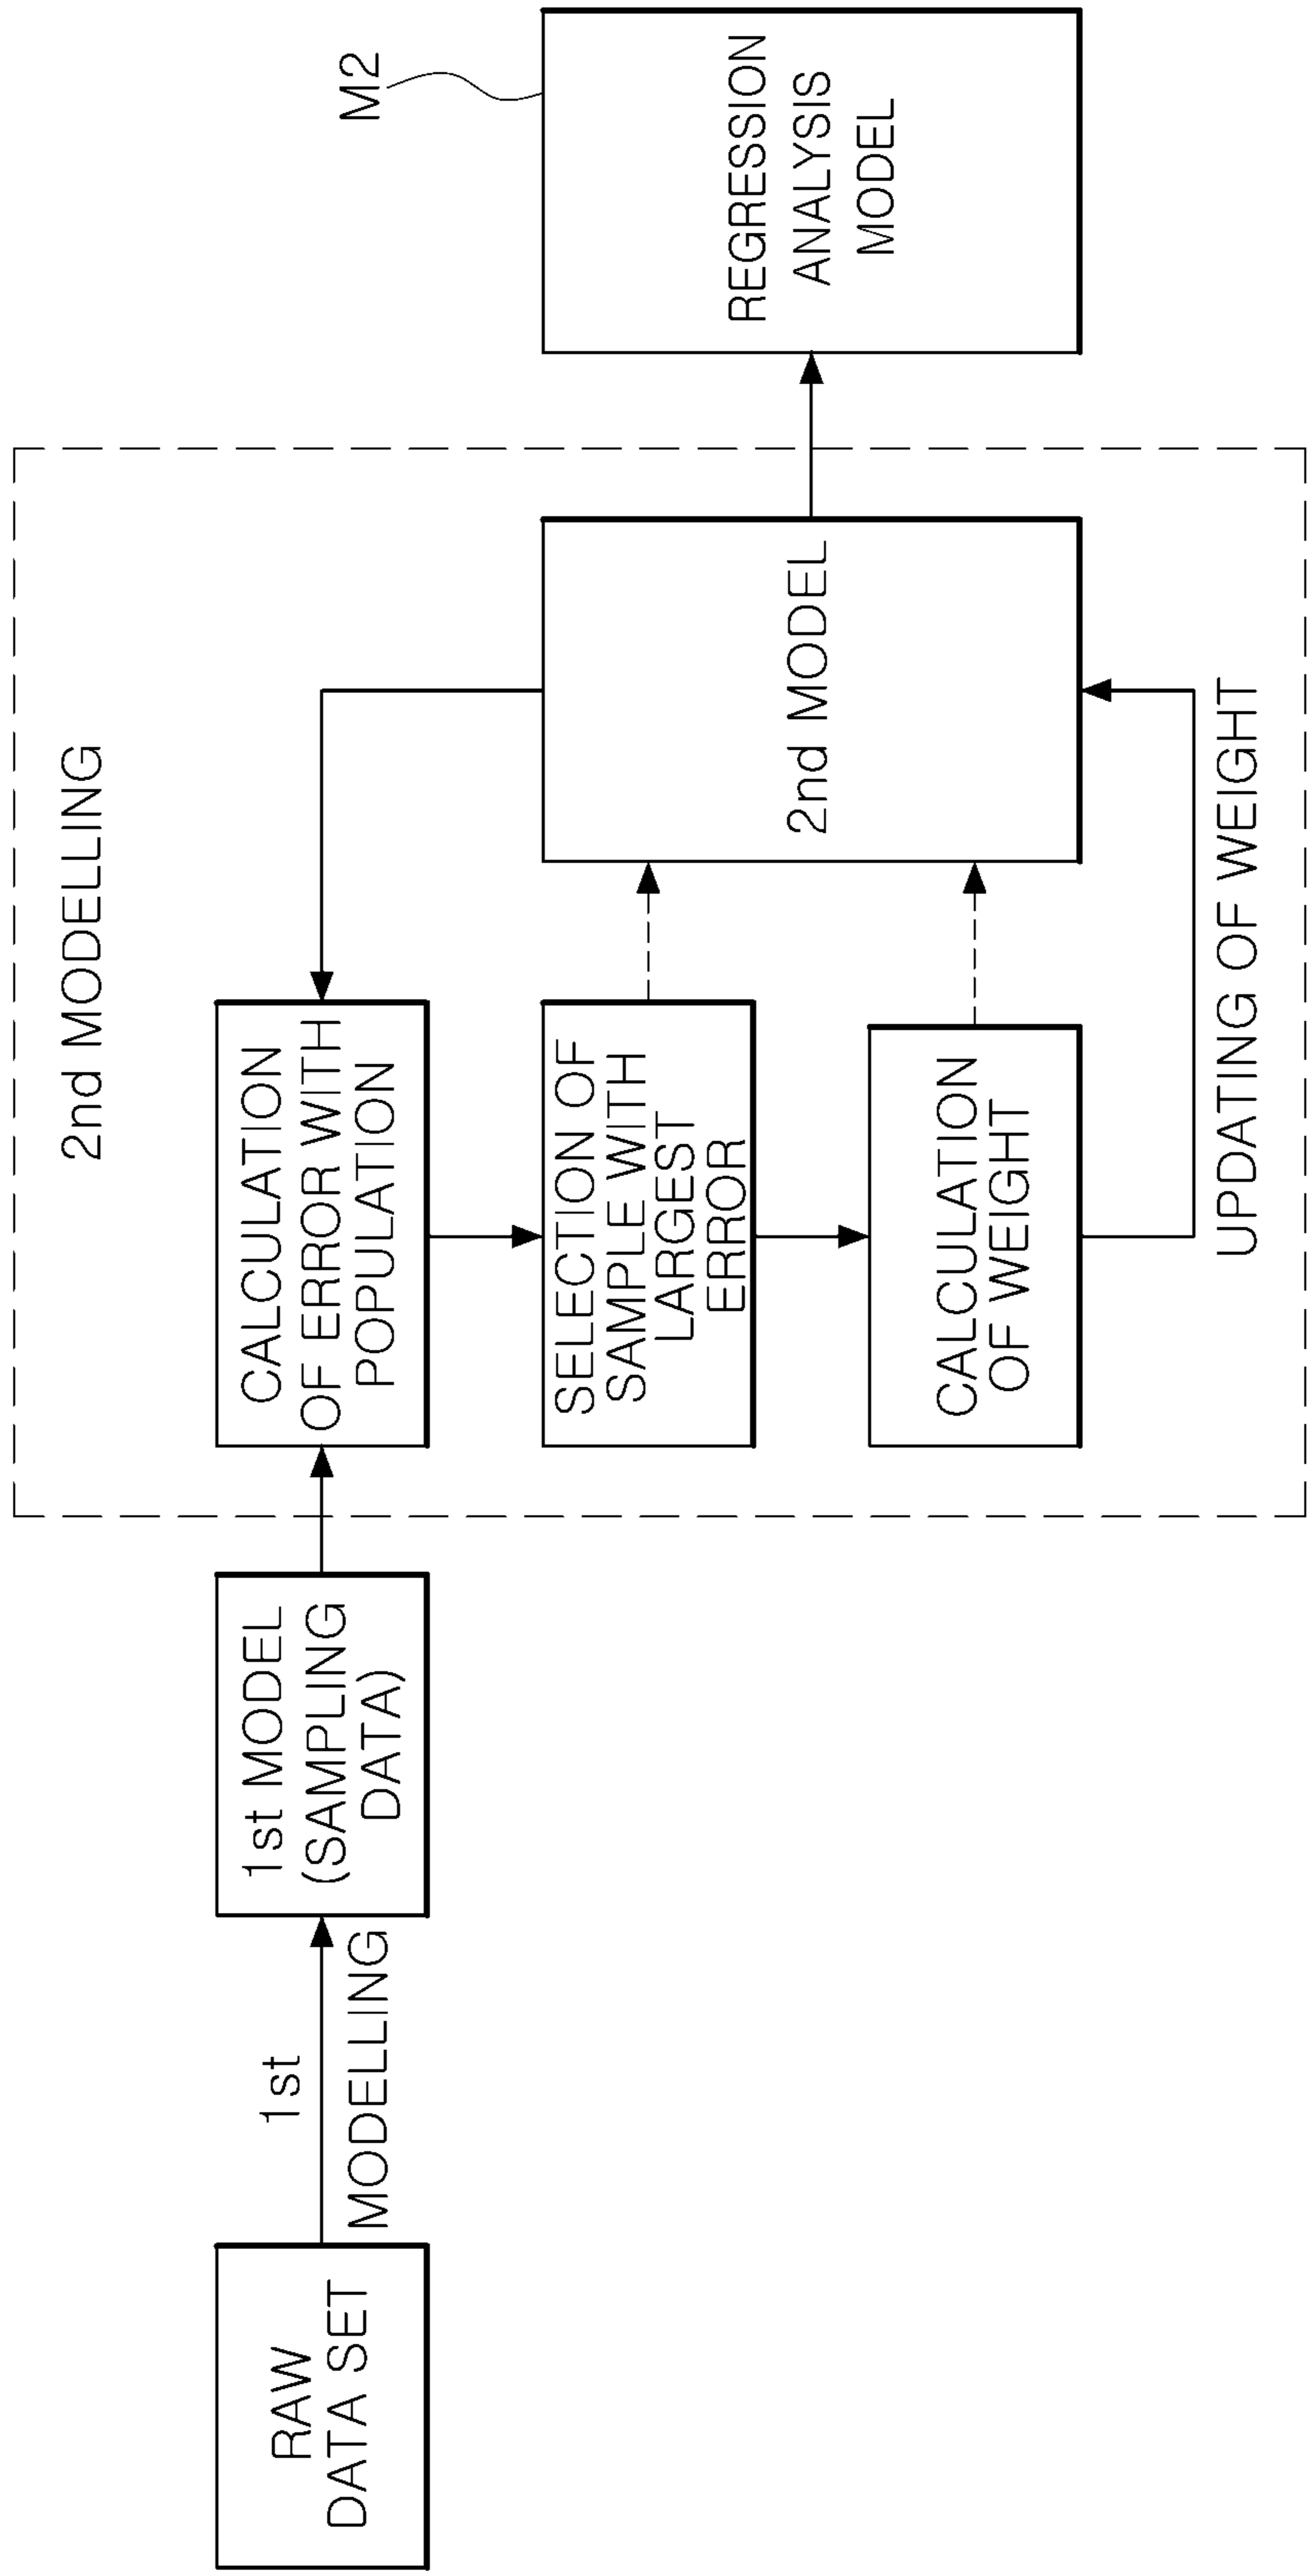 RAW
DATA SET
1st
MODELLING
1st MODEL
(SAMPLING
DATA)
2nd MODELLING
CALCULATION
OF ERROR WITH
POPULATION
SELECTION OF
SAMPLE WITH
LARGEST
ERROR
CALCULATION
OF WEIGHT
UPDATING OF WEIGHT
2nd MODEL
M2
REGRESSION
ANALYSIS
MODEL